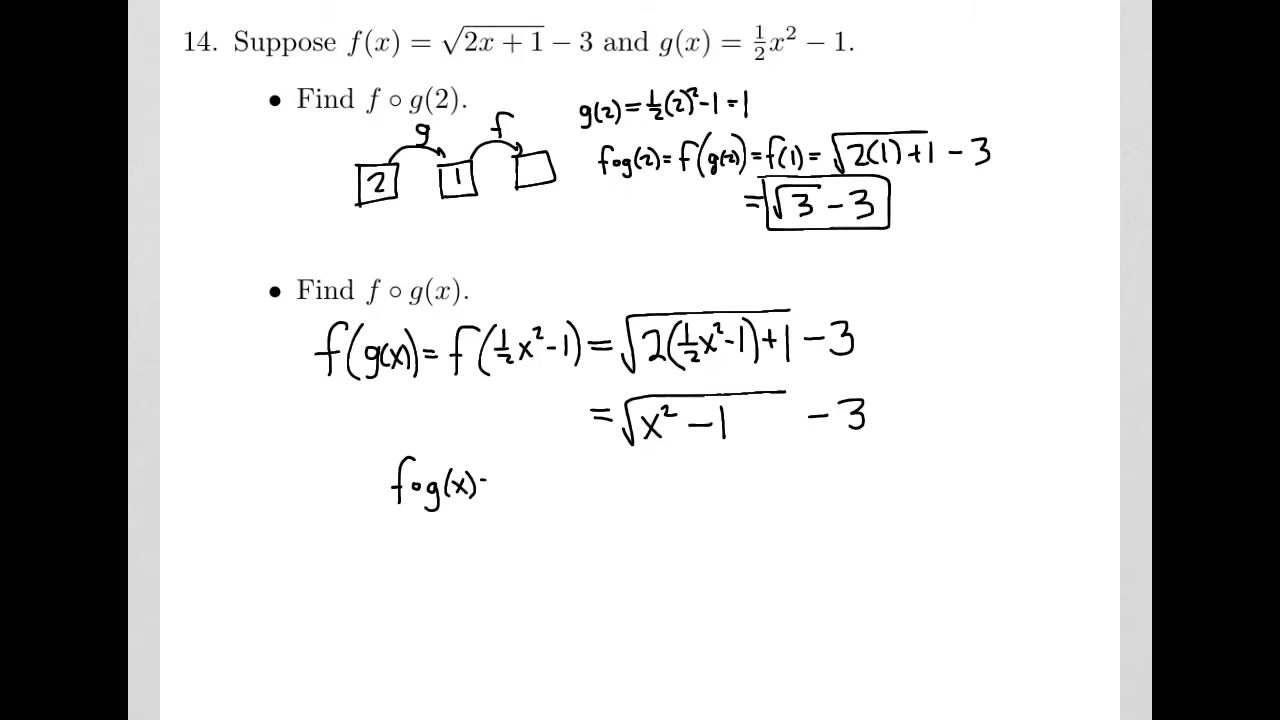 14. Suppose f(x) = √(2x + 1) − 3 and g(x) = ½x² − 1.
• Find f ∘ g(2).
g(2) = ½(2)² - 1 = 1
g f
f∘g(2) = f(g(2)) = f(1) = √(2(1)+1) − 3
2 1
= √3 − 3
• Find f ∘ g(x).
f(g(x)) = f(½x² - 1) = √(2(½x² - 1) + 1) − 3
= √(x² − 1) − 3
f∘g(x) -